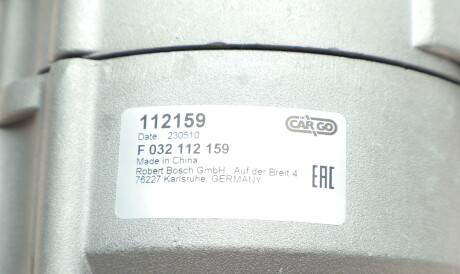 112159
Date: 230510
CARGO
F 032 112 159
Made in China
Robert Bosch GmbH, Auf der Breit 4
76227 Karlsruhe, GERMANY
EAC